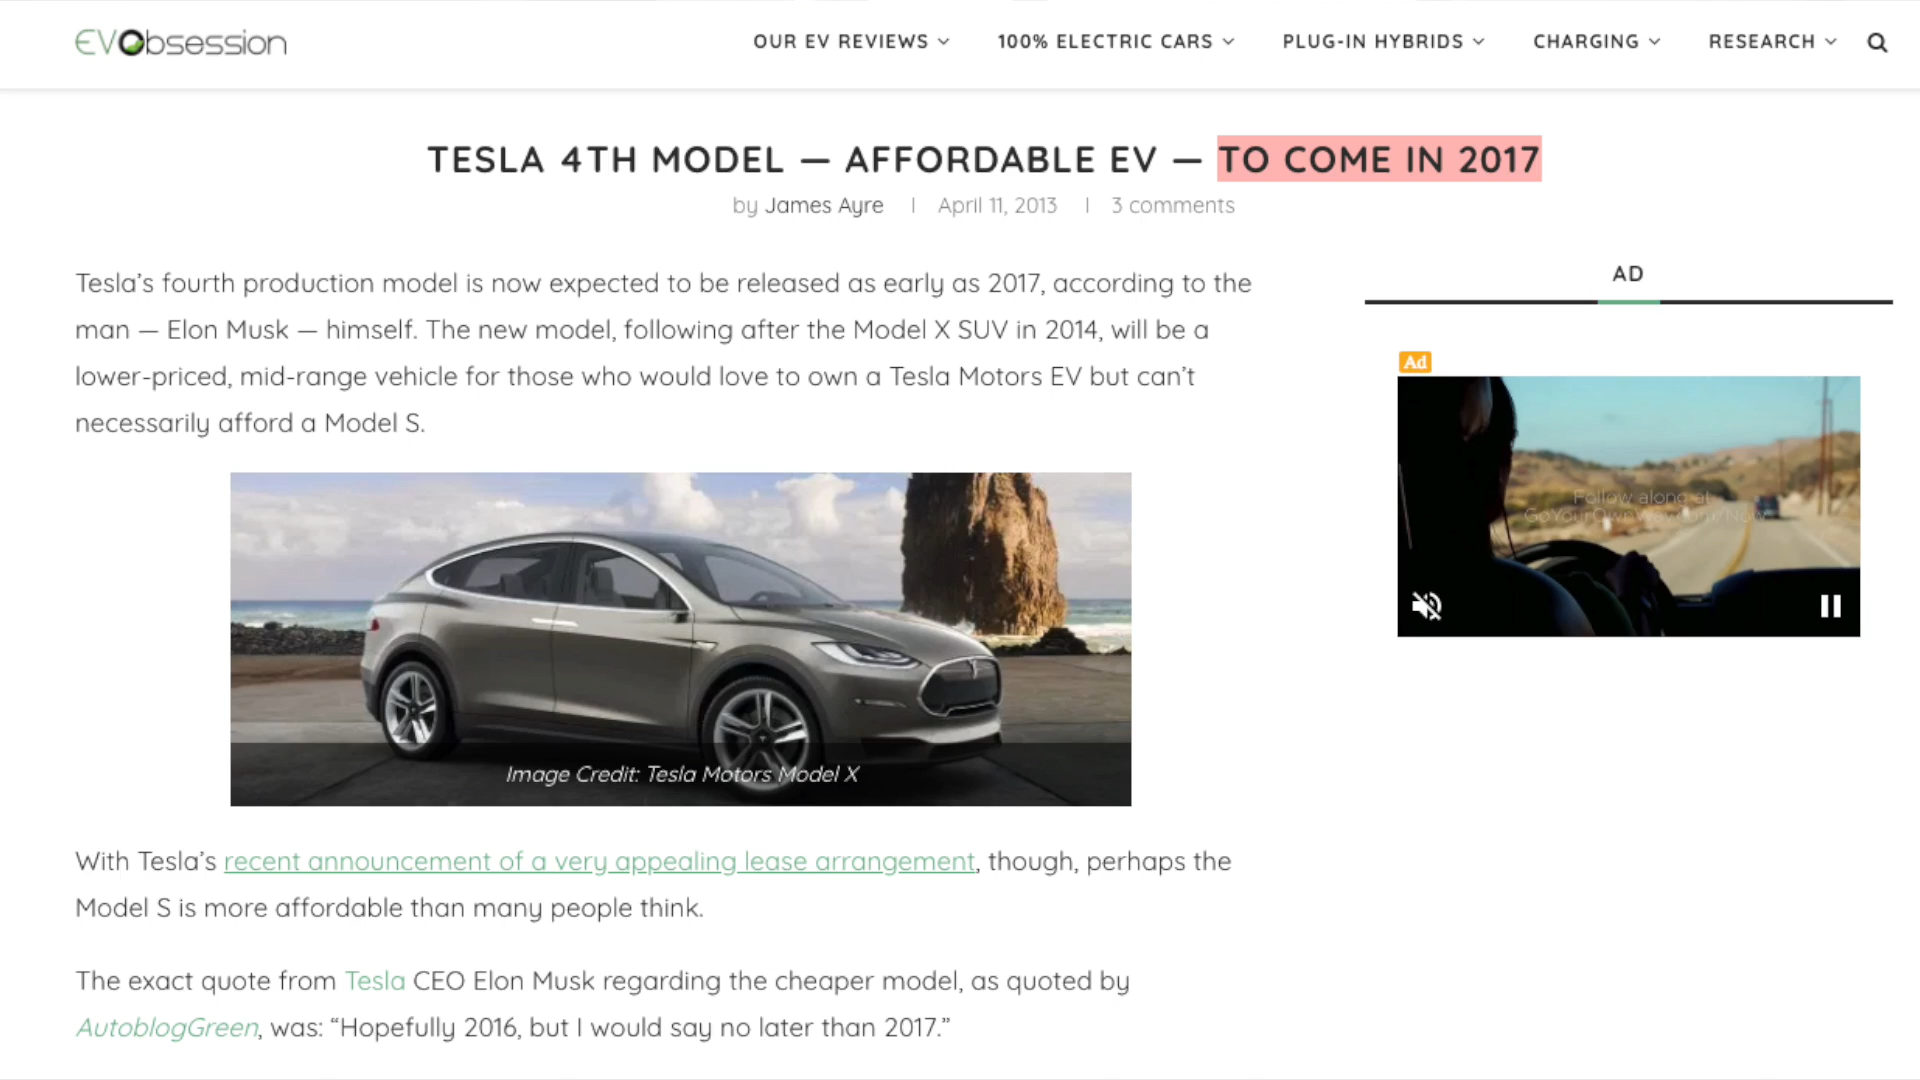 EVObsession
OUR EV REVIEWS
100% ELECTRIC CARS
PLUG-IN HYBRIDS
CHARGING
RESEARCH
TESLA 4TH MODEL — AFFORDABLE EV — TO COME IN 2017
by James Ayre | April 11, 2013 | 3 comments
Tesla’s fourth production model is now expected to be released as early as 2017, according to the
man — Elon Musk — himself. The new model, following after the Model X SUV in 2014, will be a
lower-priced, mid-range vehicle for those who would love to own a Tesla Motors EV but can’t
necessarily afford a Model S.
Image Credit: Tesla Motors Model X
With Tesla’s recent announcement of a very appealing lease arrangement, though, perhaps the
Model S is more affordable than many people think.
The exact quote from Tesla CEO Elon Musk regarding the cheaper model, as quoted by
AutoblogGreen, was: “Hopefully 2016, but I would say no later than 2017.”
AD
Ad
Follow along at